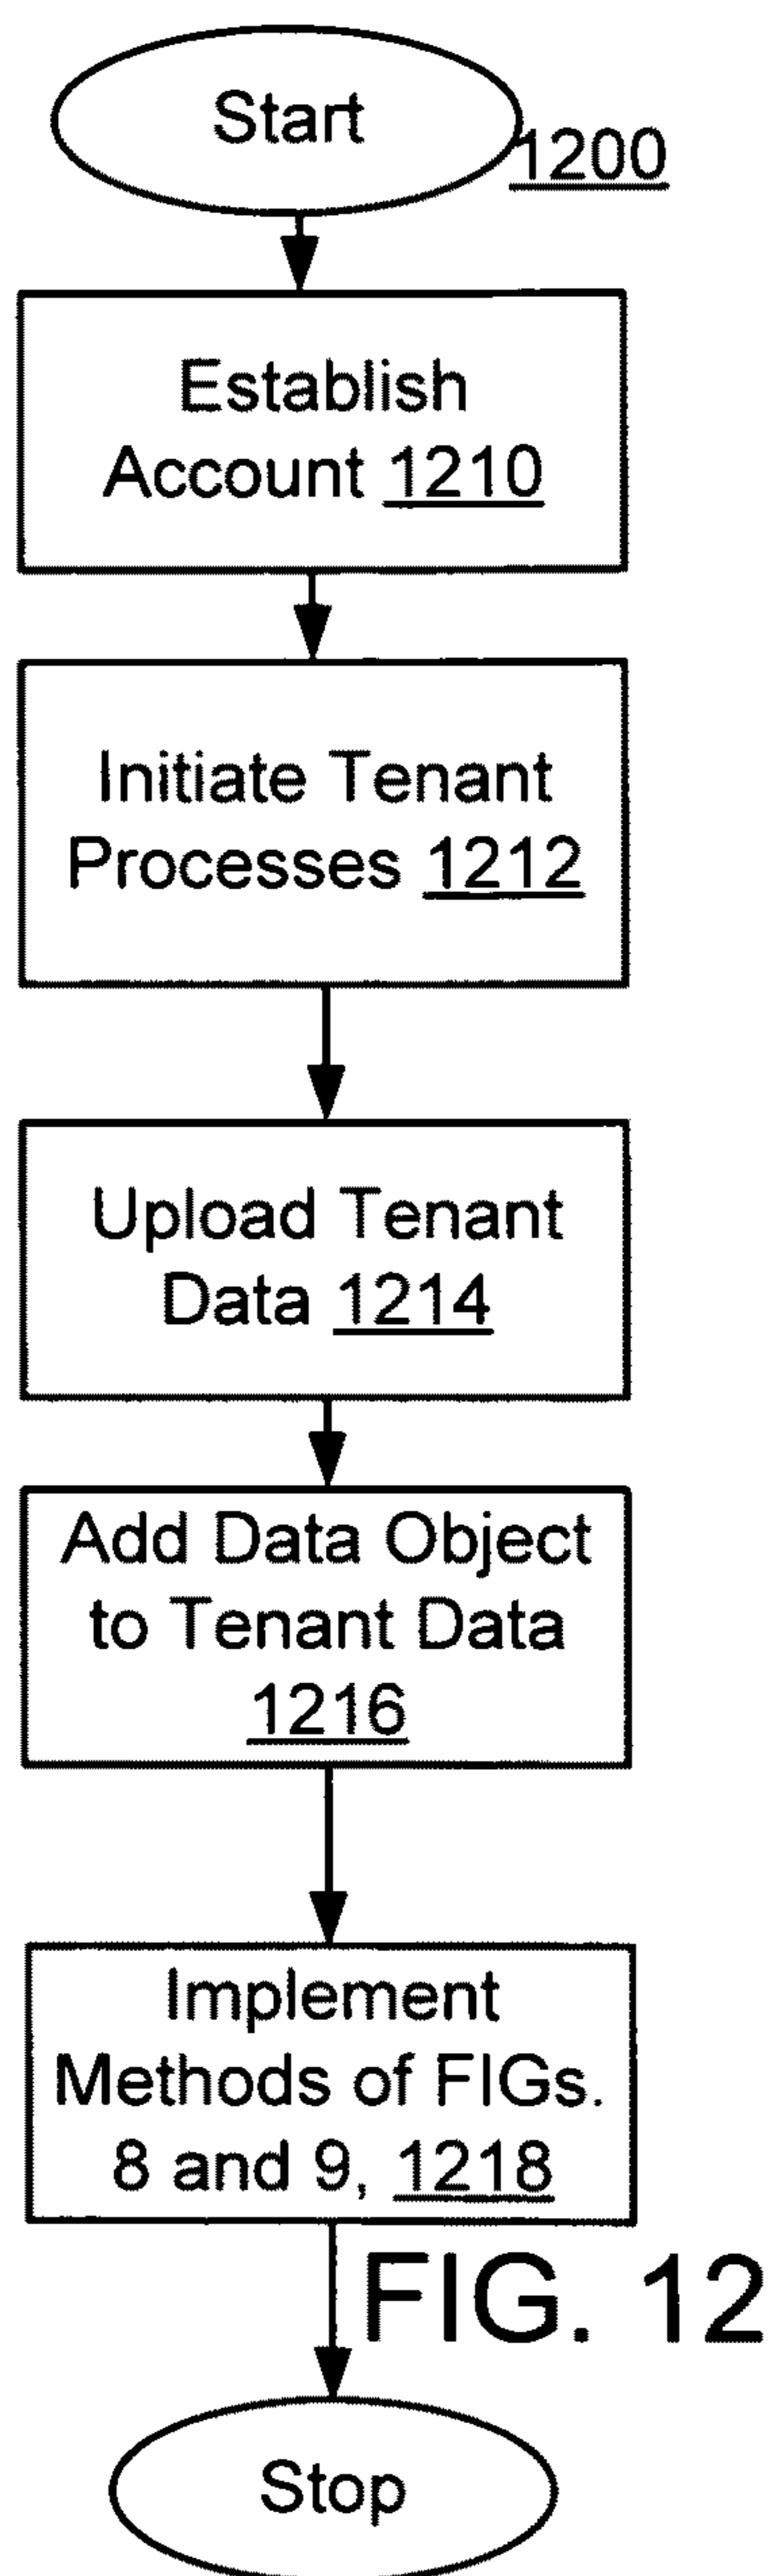 Start
1200
Establish
Account 1210
Initiate Tenant
Processes 1212
Upload Tenant
Data 1214
Add Data Object
to Tenant Data
1216
Implement
Methods of FIGs.
8 and 9, 1218
FIG. 12
Stop